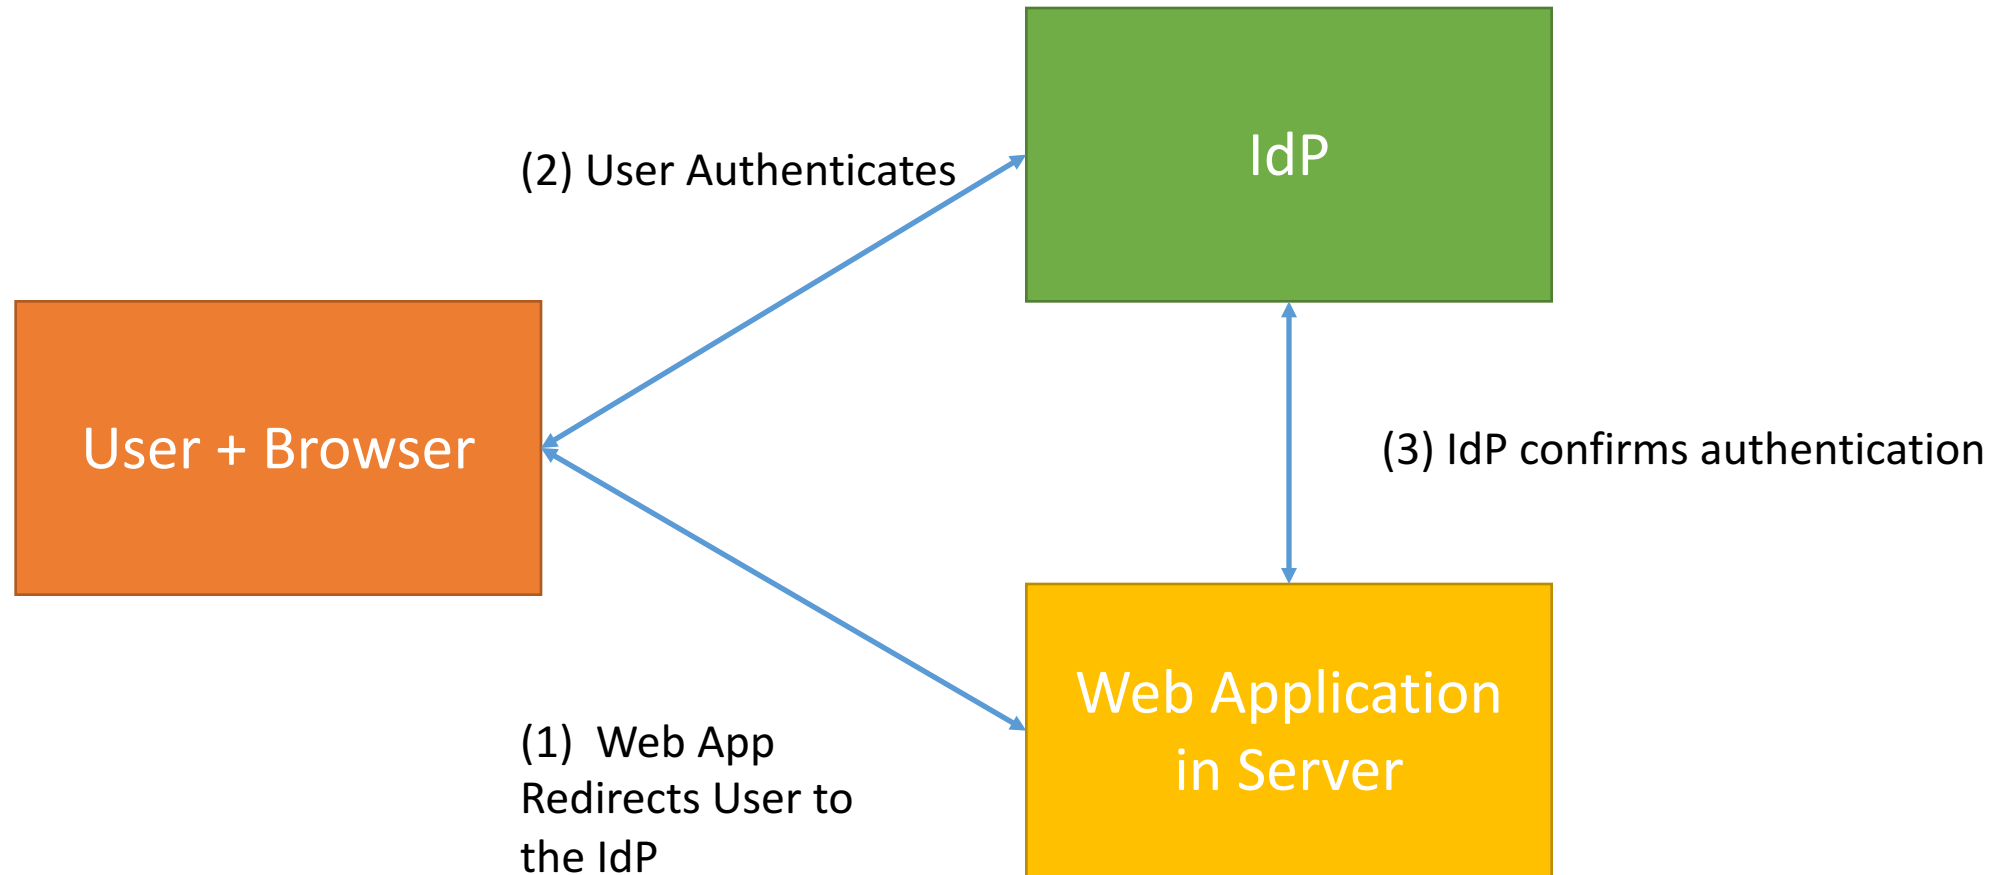 (2) User Authenticates
IdP
User + Browser
(3) IdP confirms authentication
(1)  Web App
Redirects User to
the IdP
Web Application
in Server